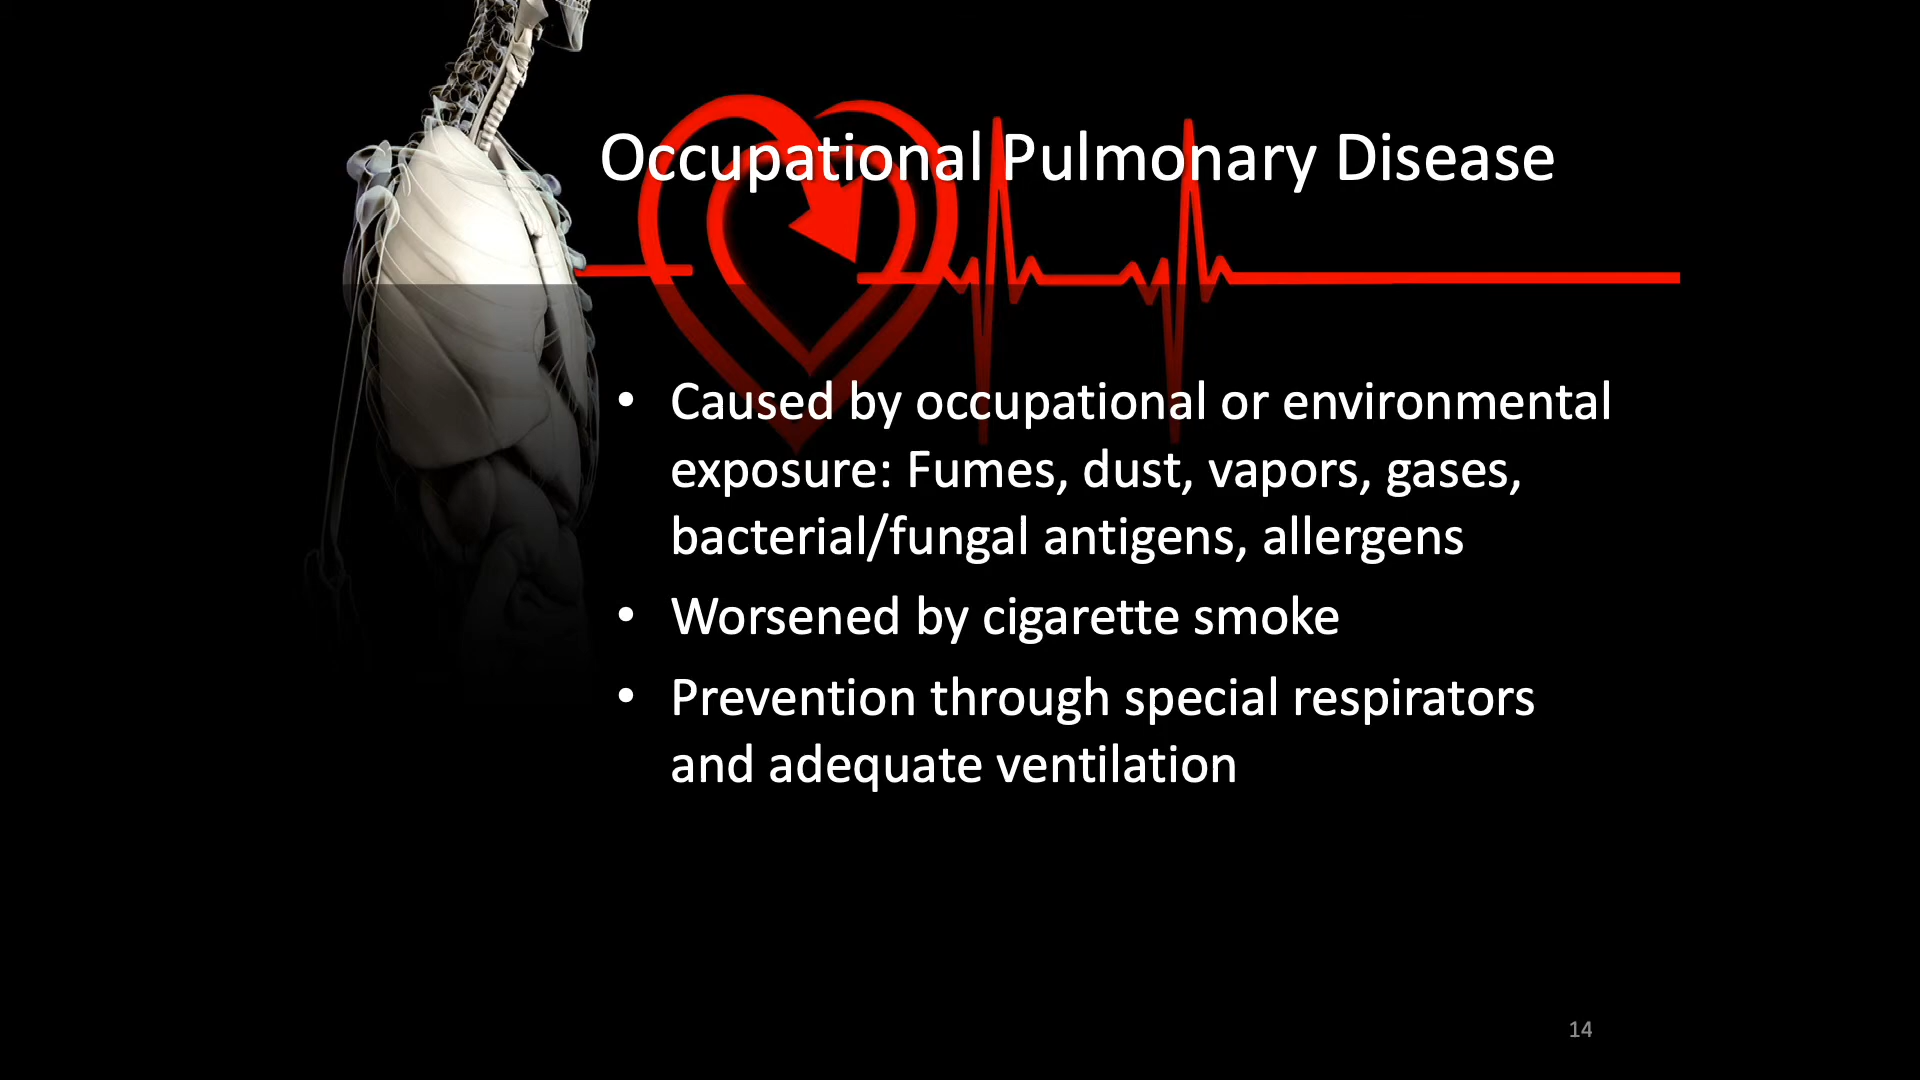 Occupational Pulmonary Disease
• Caused by occupational or environmental
exposure: Fumes, dust, vapors, gases,
bacterial/fungal antigens, allergens
• Worsened by cigarette smoke
• Prevention through special respirators
and adequate ventilation
14